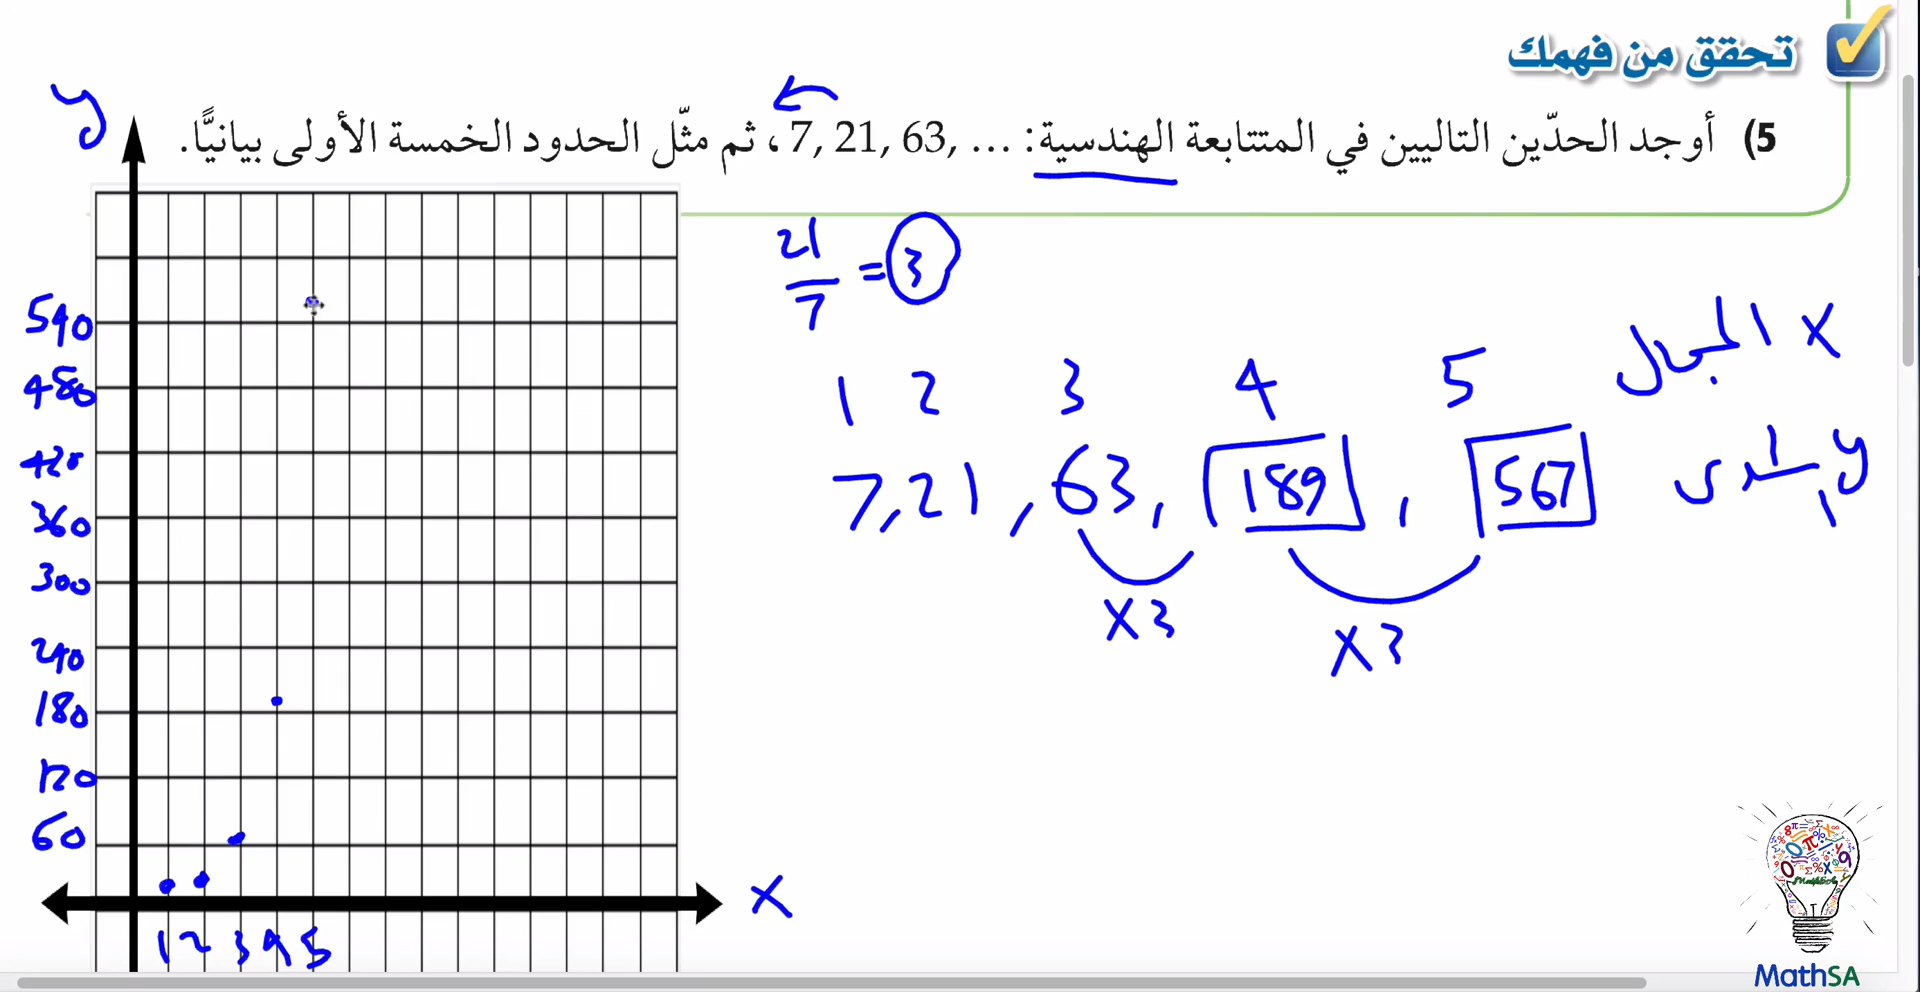 تحقق من فهمك
5) أوجد الحدّين التاليين في المتتابعة الهندسية: 7, 21, 63, … ، ثم مثّل الحدود الخمسة الأولى بيانيًّا.
y
21/7 = 3
1 2 3 4 5 المجال x
7, 21, 63, 189, 567 المدى y
x3 x3
540
480
420
360
300
240
180
120
60
x
1 2 3 4 5
MathSA